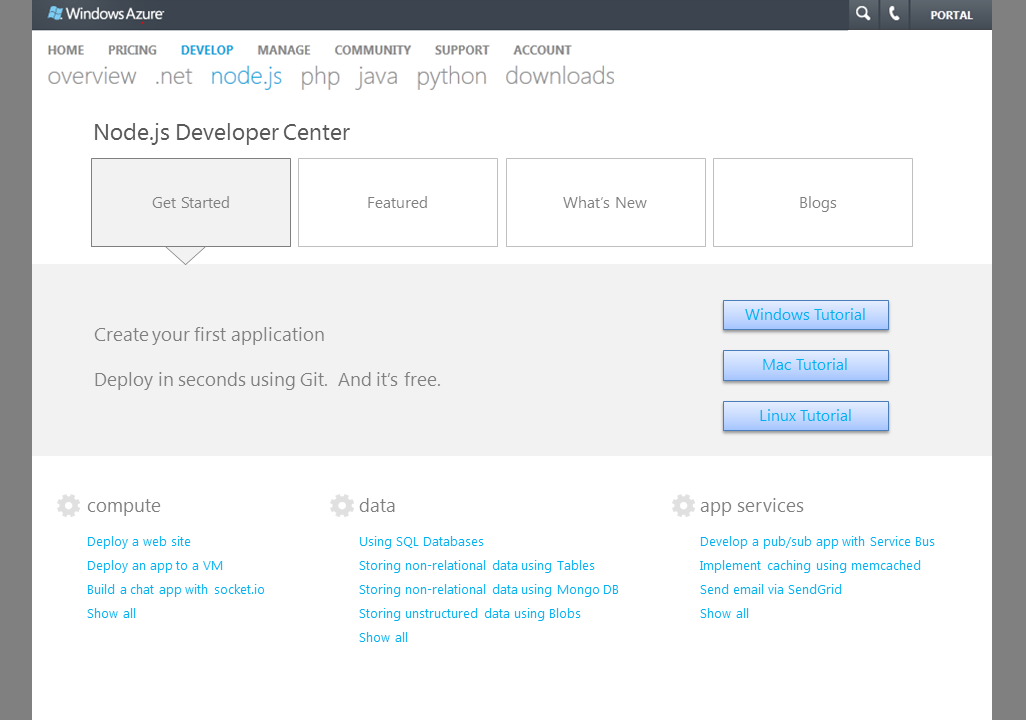 Windows Azure
PORTAL
HOME PRICING DEVELOP MANAGE COMMUNITY SUPPORT ACCOUNT
overview .net node.js php java python downloads
Node.js Developer Center
Get Started Featured What's New Blogs
Create your first application
Deploy in seconds using Git. And it's free.
Windows Tutorial
Mac Tutorial
Linux Tutorial
compute
Deploy a web site
Deploy an app to a VM
Build a chat app with socket.io
Show all
data
Using SQL Databases
Storing non-relational data using Tables
Storing non-relational data using Mongo DB
Storing unstructured data using Blobs
Show all
app services
Develop a pub/sub app with Service Bus
Implement caching using memcached
Send email via SendGrid
Show all